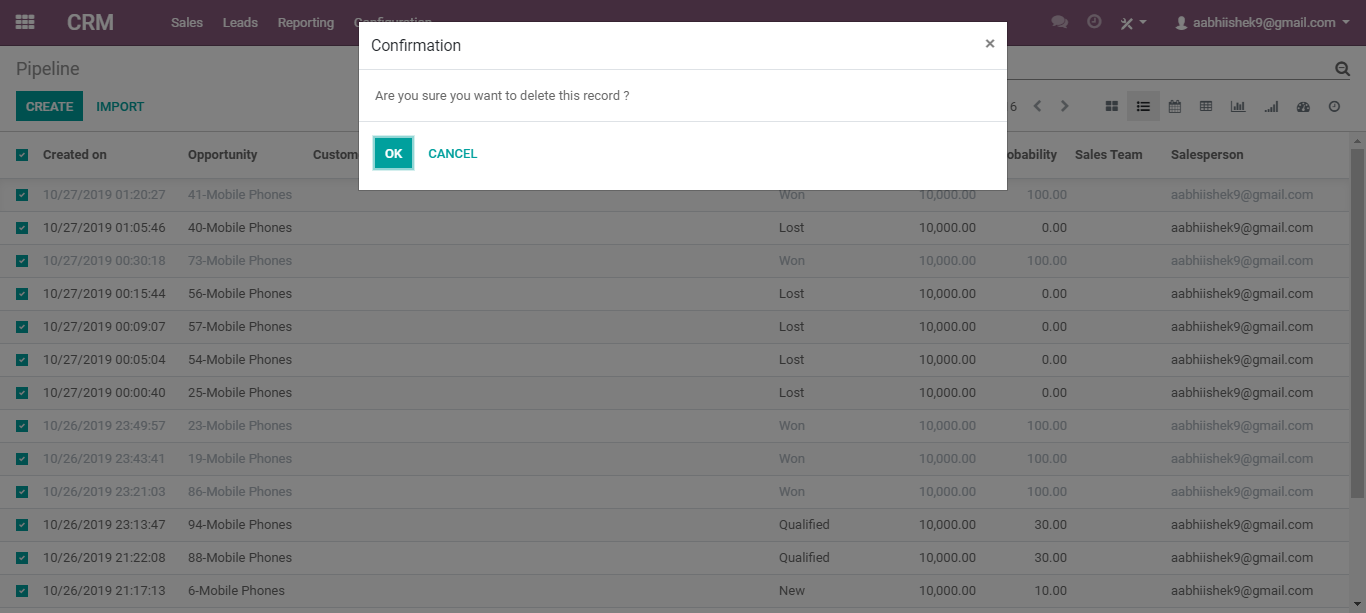 CRM Sales Leads Reporting Configuration aabhiishek9@gmail.com
Confirmation ×
Pipeline
Are you sure you want to delete this record ?
CREATE IMPORT 6
OK CANCEL
Created on Opportunity Custome obability Sales Team Salesperson
10/27/2019 01:20:27 41-Mobile Phones Won 10,000.00 100.00 aabhiishek9@gmail.com
10/27/2019 01:05:46 40-Mobile Phones Lost 10,000.00 0.00 aabhiishek9@gmail.com
10/27/2019 00:30:18 73-Mobile Phones Won 10,000.00 100.00 aabhiishek9@gmail.com
10/27/2019 00:15:44 56-Mobile Phones Lost 10,000.00 0.00 aabhiishek9@gmail.com
10/27/2019 00:09:07 57-Mobile Phones Lost 10,000.00 0.00 aabhiishek9@gmail.com
10/27/2019 00:05:04 54-Mobile Phones Lost 10,000.00 0.00 aabhiishek9@gmail.com
10/27/2019 00:00:40 25-Mobile Phones Lost 10,000.00 0.00 aabhiishek9@gmail.com
10/26/2019 23:49:57 23-Mobile Phones Won 10,000.00 100.00 aabhiishek9@gmail.com
10/26/2019 23:43:41 19-Mobile Phones Won 10,000.00 100.00 aabhiishek9@gmail.com
10/26/2019 23:21:03 86-Mobile Phones Won 10,000.00 100.00 aabhiishek9@gmail.com
10/26/2019 23:13:47 94-Mobile Phones Qualified 10,000.00 30.00 aabhiishek9@gmail.com
10/26/2019 21:22:08 88-Mobile Phones Qualified 10,000.00 30.00 aabhiishek9@gmail.com
10/26/2019 21:17:13 6-Mobile Phones New 10,000.00 10.00 aabhiishek9@gmail.com